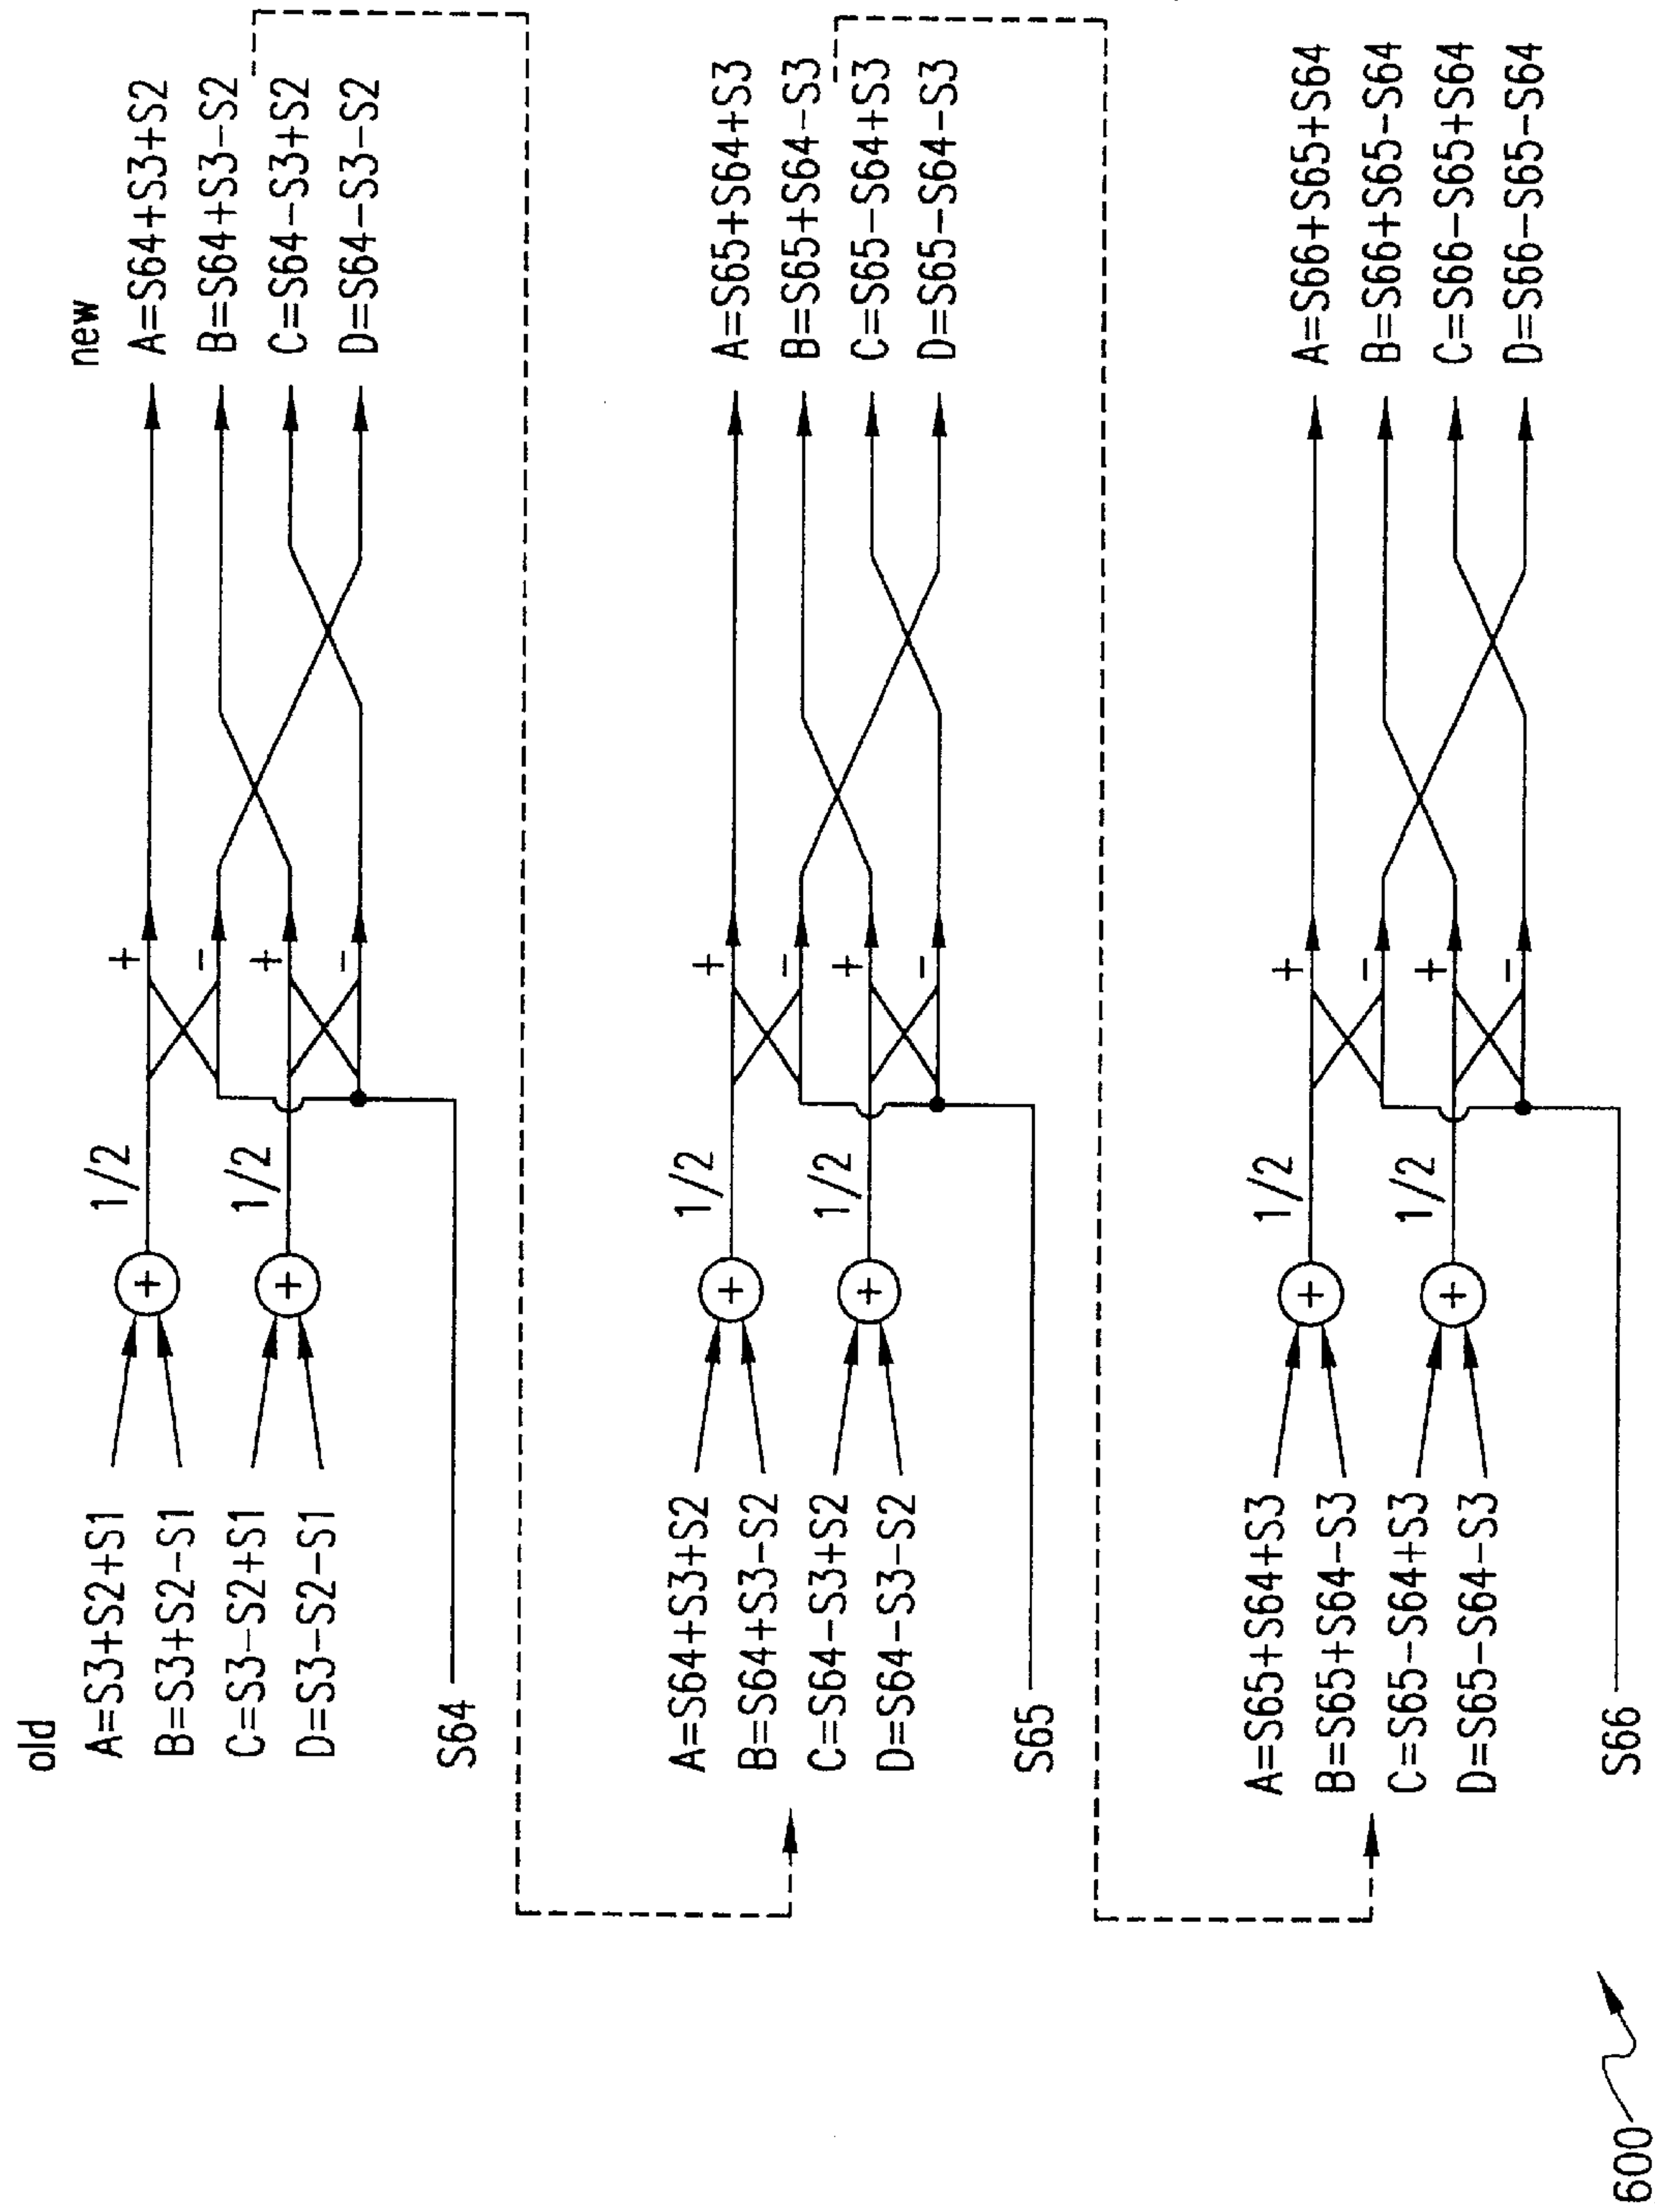 old
new
A=S3+S2+S1
B=S3+S2-S1
C=S3-S2+S1
D=S3-S2-S1
1/2
1/2
+
+
+
-
+
-
A=S64+S3+S2
B=S64+S3-S2
C=S64-S3+S2
D=S64-S3-S2
S64
A=S64+S3+S2
B=S64+S3-S2
C=S64-S3+S2
D=S64-S3-S2
1/2
1/2
+
+
+
-
+
-
A=S65+S64+S3
B=S65+S64-S3
C=S65-S64+S3
D=S65-S64-S3
S65
A=S65+S64+S3
B=S65+S64-S3
C=S65-S64+S3
D=S65-S64-S3
1/2
1/2
+
+
+
-
+
-
A=S66+S65+S64
B=S66+S65-S64
C=S66-S65+S64
D=S66-S65-S64
S66
600